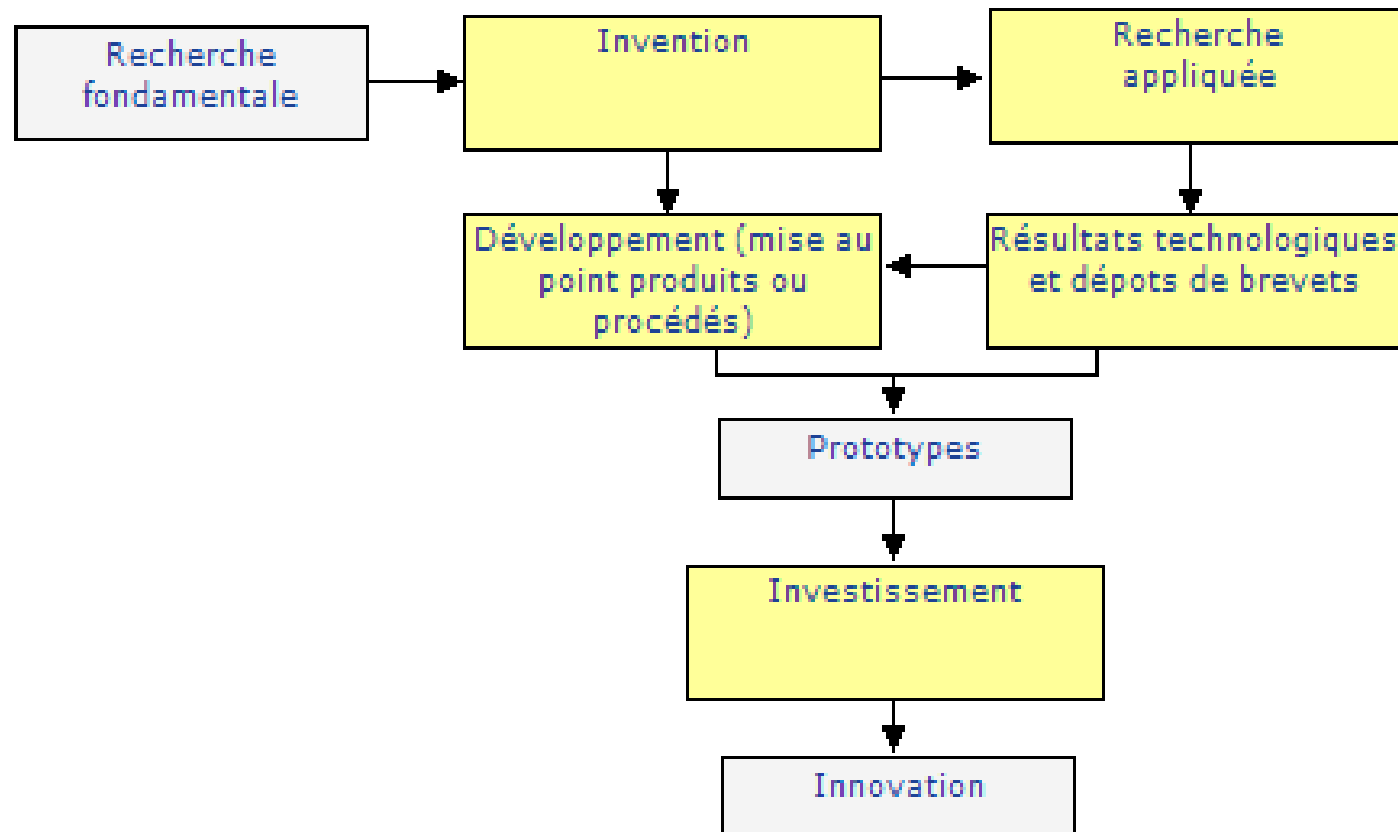 Recherche
fondamentale
Invention
Recherche
appliquée
Développement (mise au
point produits ou
procédés)
Résultats technologiques
et dépots de brevets
Prototypes
Investissement
Innovation